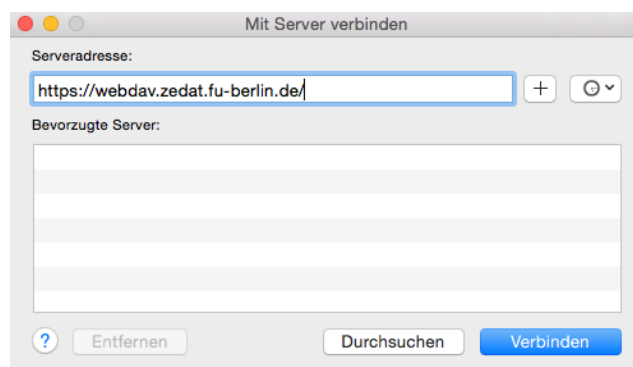 Mit Server verbinden
Serveradresse:
https://webdav.zedat.fu-berlin.de/
+
Bevorzugte Server:
? Entfernen Durchsuchen Verbinden